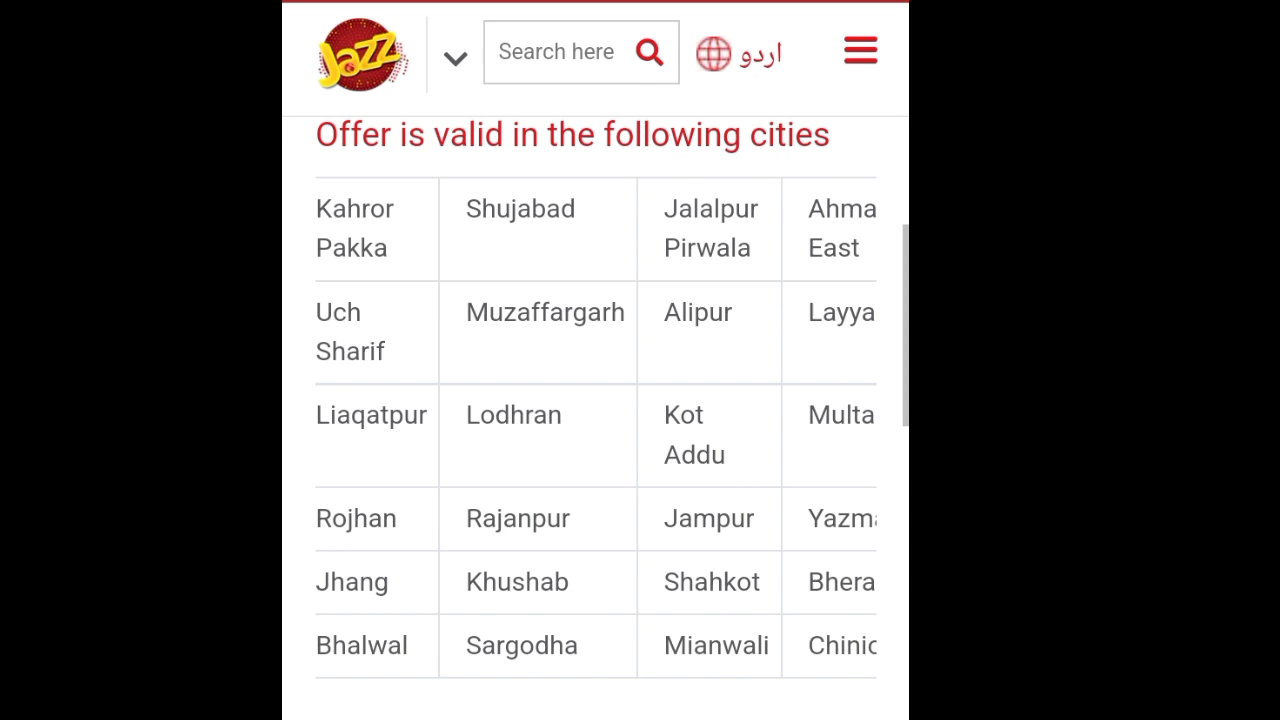 Jazz
Search here
اردو
Offer is valid in the following cities
Kahror Pakka Shujabad Jalalpur Pirwala East
Uch Sharif Muzaffargarh Alipur Layya
Liaqatpur Lodhran Kot Addu
Rojhan Rajanpur Jampur
Jhang Khushab Shahkot Bhera
Bhalwal Sargodha Mianwali